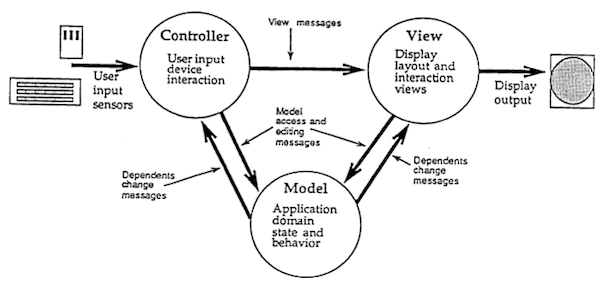 View messages
Controller
User input
device
interaction
View
Display
layout and
interaction
views
User
input
sensors
Display
output
Model
access and
editing
messages
Dependents
change
messages
Dependents
change
messages
Model
Application
domain
state and
behavior